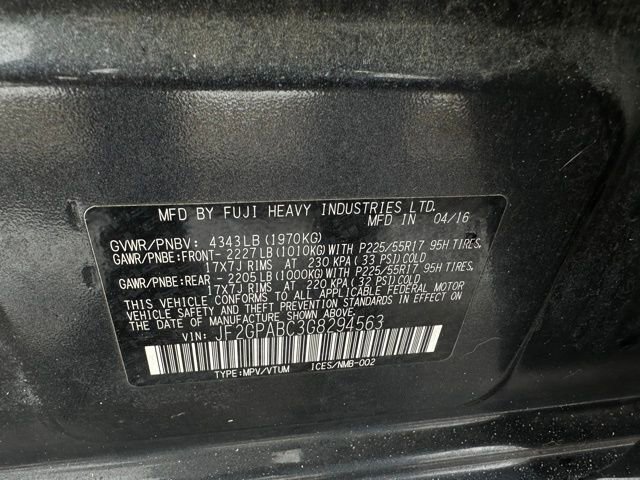 MFD BY FUJI HEAVY INDUSTRIES LTD.
MFD IN 04/16
GVWR/PNBV: 4343LB(1970KG)
GAWR/PNBE:FRONT- 2227LB(1010KG)WITH P225/55R17 95H TIRES,
17X7J RIMS AT 230 KPA(33 PSI)COLD
GAWR/PNBE:REAR - 2205LB(1000KG)WITH P225/55R17 95H TIRES,
17X7J RIMS AT 220 KPA(32 PSI)COLD
THIS VEHICLE CONFORMS TO ALL APPLICABLE FEDERAL MOTOR
VEHICLE SAFETY AND THEFT PREVENTION STANDARDS IN EFFECT ON
THE DATE OF MANUFACTURE SHOWN ABOVE.
VIN: JF2GPABC3G8294563
TYPE:MPV/VTUM ICES/NMB-002